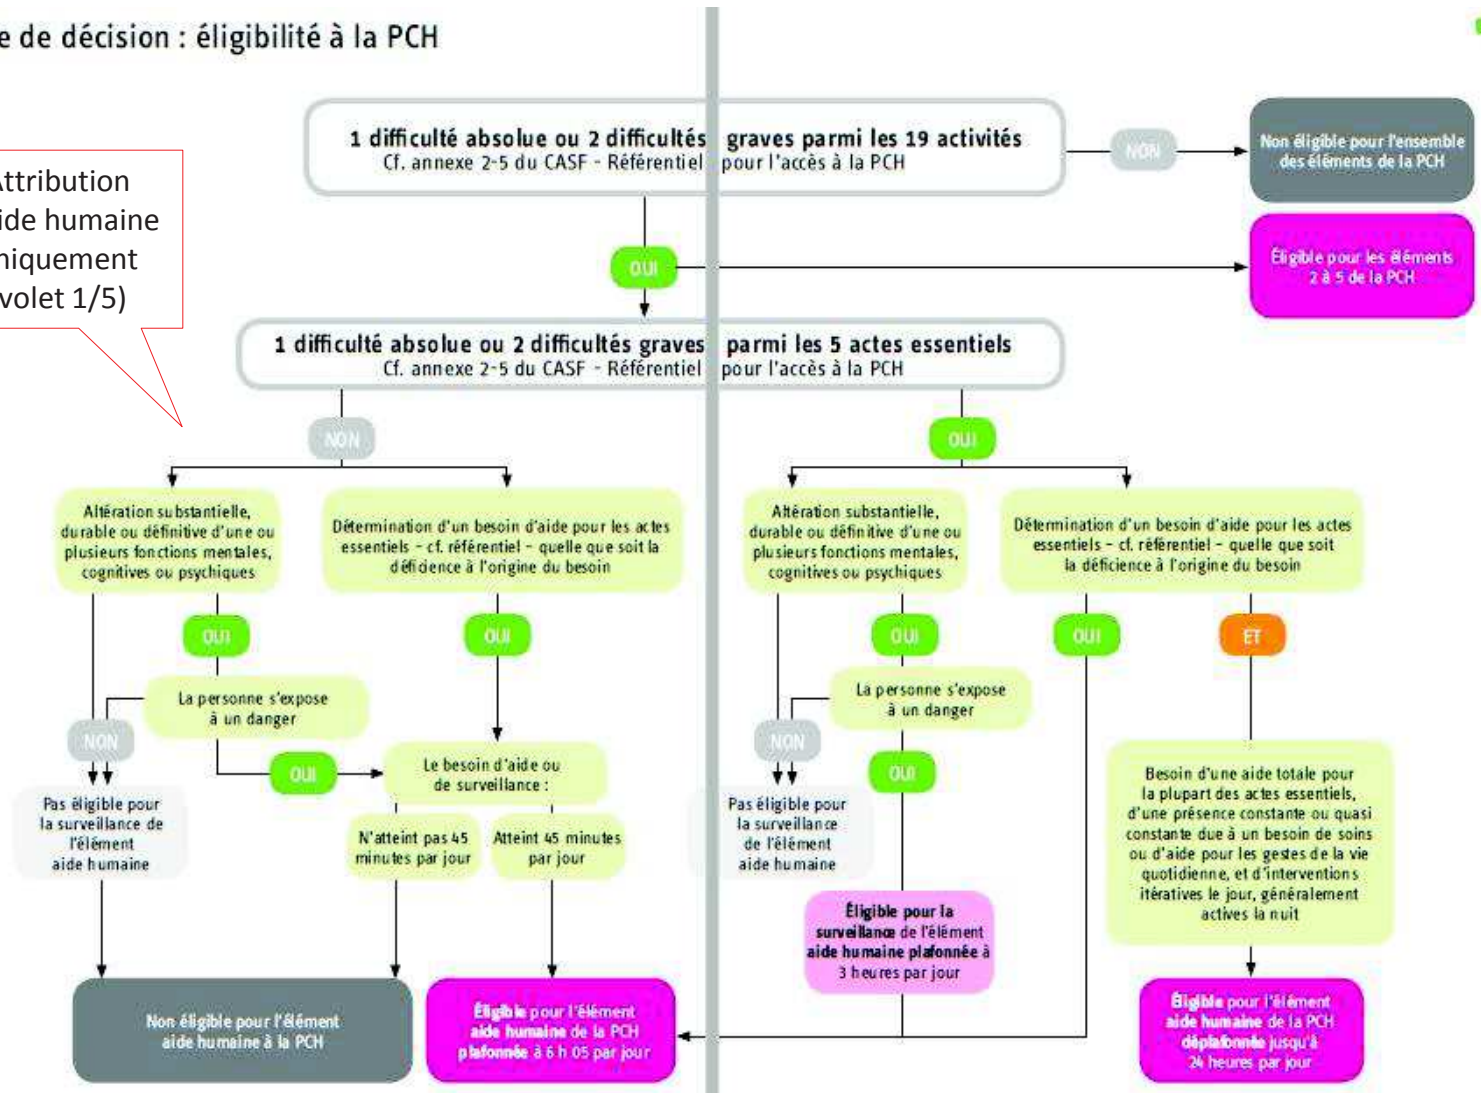 e de décision : éligibilité à la PCH
1 difficulté absolue ou 2 difficultés graves parmi les 19 activités
Cf. annexe 2-5 du CASF - Référentiel pour l'accès à la PCH
NON
Non éligible pour l'ensemble
des éléments de la PCH
Attribution
ide humaine
niquement
volet 1/5)
OUI
Éligible pour les éléments
2 à 5 de la PCH
1 difficulté absolue ou 2 difficultés graves parmi les 5 actes essentiels
Cf. annexe 2-5 du CASF - Référentiel pour l'accès à la PCH
NON
OUI
Altération substantielle,
durable ou définitive d'une ou
plusieurs fonctions mentales,
cognitives ou psychiques
Détermination d'un besoin d'aide pour les actes
essentiels - cf. référentiel - quelle que soit la
déficience à l'origine du besoin
Altération substantielle,
durable ou définitive d'une ou
plusieurs fonctions mentales,
cognitives ou psychiques
Détermination d'un besoin d'aide pour les actes
essentiels - cf. référentiel - quelle que soit
la déficience à l'origine du besoin
OUI
OUI
OUI
OUI
ET
La personne s'expose
à un danger
La personne s'expose
à un danger
NON
OUI
NON
OUI
Le besoin d'aide ou
de surveillance :
Pas éligible pour
la surveillance de
l'élément
aide humaine
N'atteint pas 45
minutes par jour
Atteint 45 minutes
par jour
Pas éligible pour
la surveillance
de l'élément
aide humaine
Besoin d'une aide totale pour
la plupart des actes essentiels,
d'une présence constante ou quasi
constante due à un besoin de soins
ou d'aide pour les gestes de la vie
quotidienne, et d'interventions
itératives le jour, généralement
actives la nuit
Éligible pour la
surveillance de l'élément
aide humaine plafonnée à
3 heures par jour
Non éligible pour l'élément
aide humaine à la PCH
Éligible pour l'élément
aide humaine de la PCH
plafonnée à 6 h 05 par jour
Éligible pour l'élément
aide humaine de la PCH
déplafonnée jusqu'à
24 heures par jour